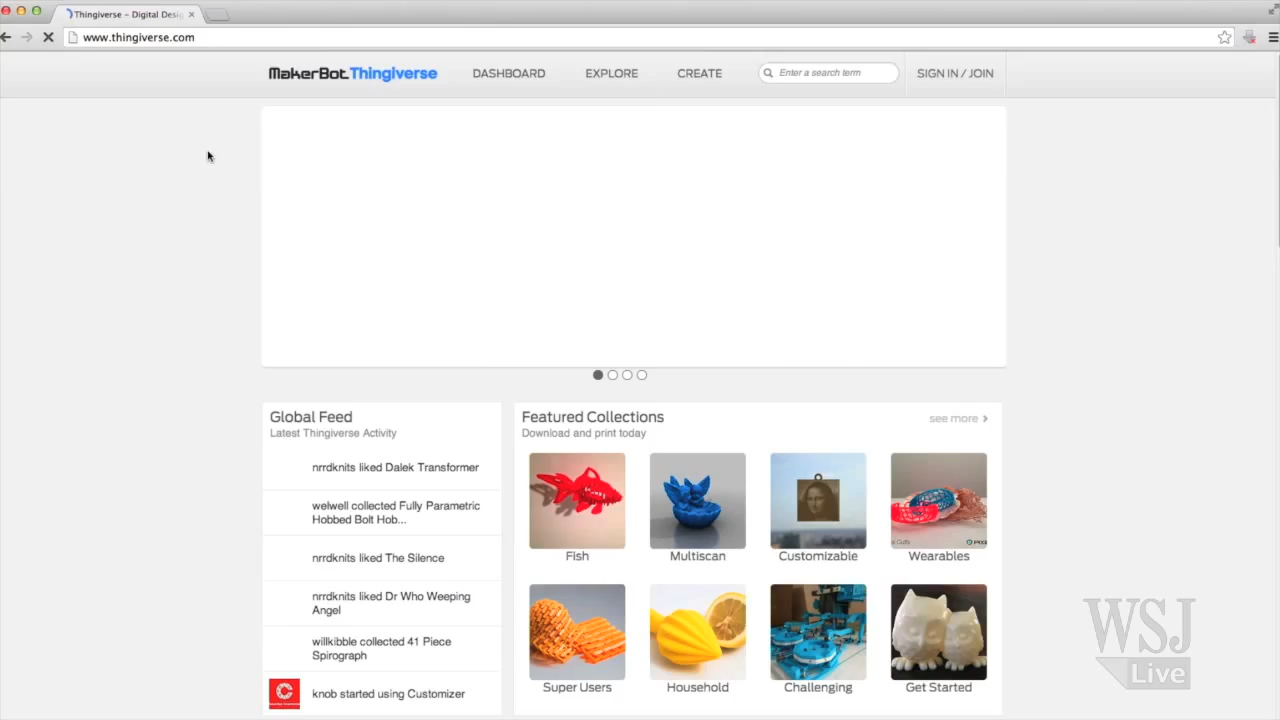 Thingiverse – Digital Desig
www.thingiverse.com
MakerBot.Thingiverse
DASHBOARD
EXPLORE
CREATE
Enter a search term
SIGN IN / JOIN
Global Feed
Latest Thingiverse Activity
nrrdknits liked Dalek Transformer
welwell collected Fully Parametric
Hobbed Bolt Hob...
nrrdknits liked The Silence
nrrdknits liked Dr Who Weeping
Angel
willkibble collected 41 Piece
Spirograph
knob started using Customizer
Featured Collections
see more
Download and print today
Fish
Multiscan
Customizable
Wearables
Super Users
Household
Challenging
Get Started
WSJ
Live